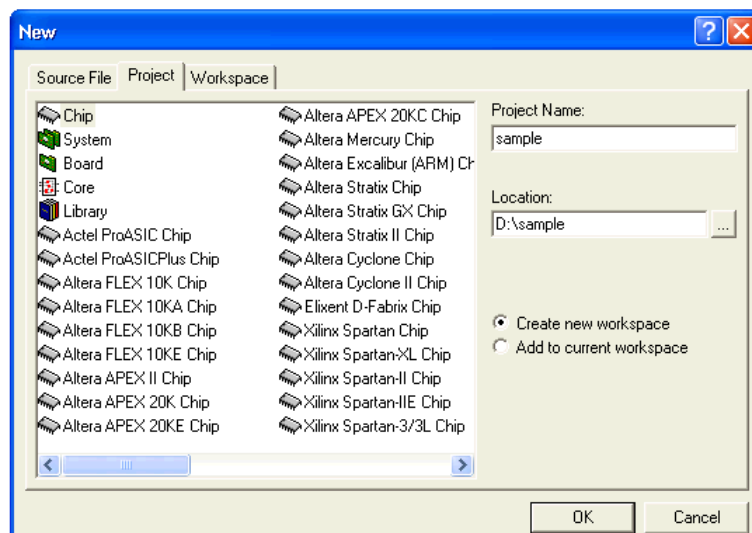 New
Source File Project Workspace
Chip
System
Board
Core
Library
Actel ProASIC Chip
Actel ProASICPlus Chip
Altera FLEX 10K Chip
Altera FLEX 10KA Chip
Altera FLEX 10KB Chip
Altera FLEX 10KE Chip
Altera APEX II Chip
Altera APEX 20K Chip
Altera APEX 20KE Chip
Altera APEX 20KC Chip
Altera Mercury Chip
Altera Excalibur (ARM) Ch
Altera Stratix Chip
Altera Stratix GX Chip
Altera Stratix II Chip
Altera Cyclone Chip
Altera Cyclone II Chip
Elixent D-Fabrix Chip
Xilinx Spartan Chip
Xilinx Spartan-XL Chip
Xilinx Spartan-II Chip
Xilinx Spartan-IIE Chip
Xilinx Spartan-3/3L Chip
Project Name:
sample
Location:
D:\sample
...
Create new workspace
Add to current workspace
OK Cancel